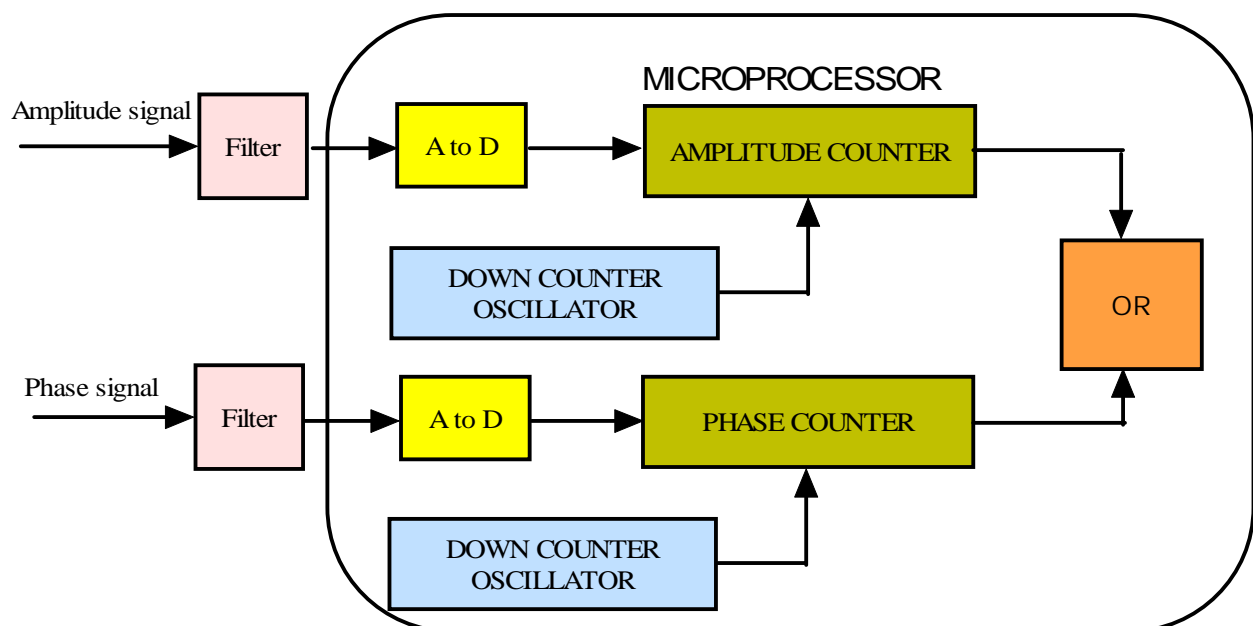 MICROPROCESSOR
Amplitude signal
Filter
A to D
AMPLITUDE COUNTER
DOWN COUNTER
OSCILLATOR
OR
Phase signal
Filter
A to D
PHASE COUNTER
DOWN COUNTER
OSCILLATOR